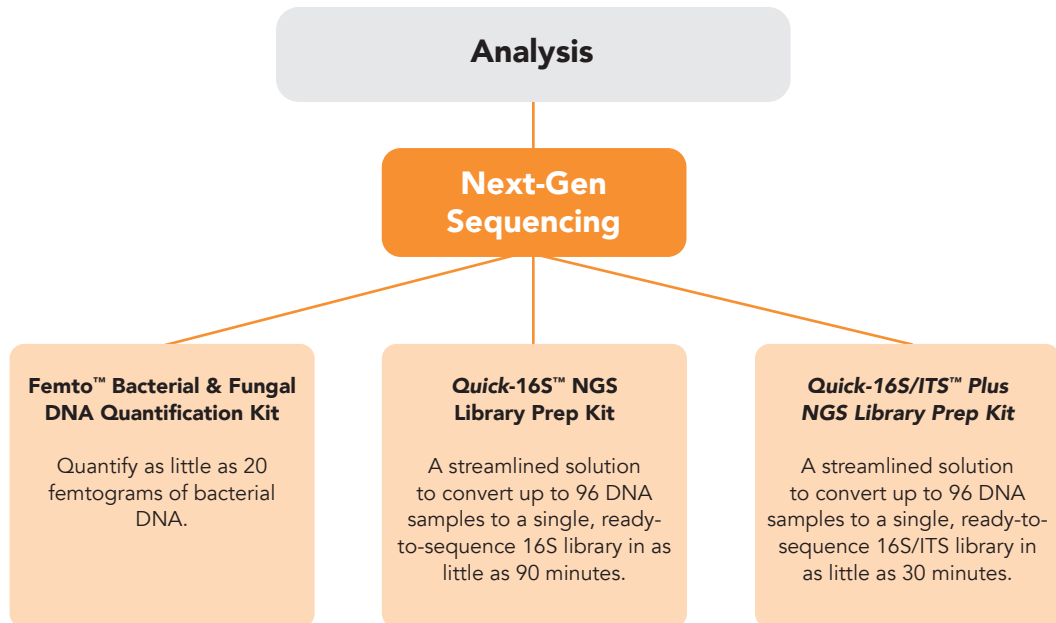 Analysis
Next-Gen
Sequencing
Femto™ Bacterial & Fungal
DNA Quantification Kit
Quantify as little as 20
femtograms of bacterial
DNA.
Quick-16S™ NGS
Library Prep Kit
A streamlined solution
to convert up to 96 DNA
samples to a single, ready-
to-sequence 16S library in as
little as 90 minutes.
Quick-16S/ITS™ Plus
NGS Library Prep Kit
A streamlined solution
to convert up to 96 DNA
samples to a single, ready-to-
sequence 16S/ITS library in
as little as 30 minutes.